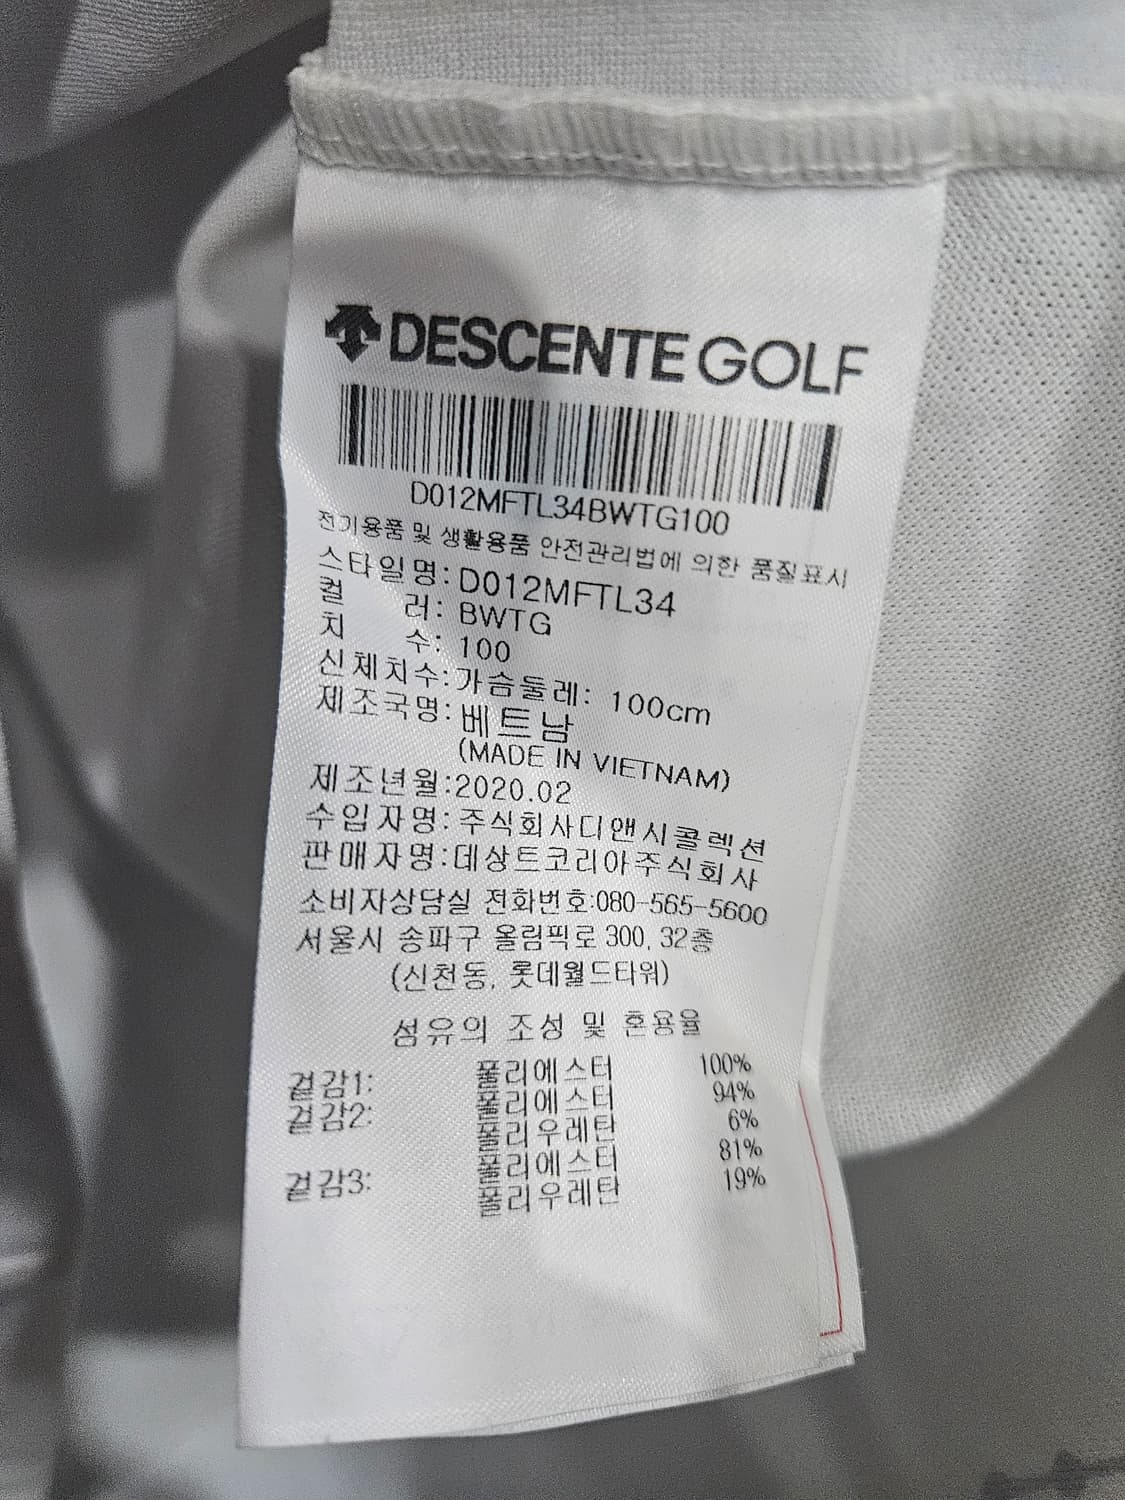 DESCENTE GOLF
D012MFTL34BWTG100
전기용품 및 생활용품 안전관리법에 의한 품질표시
스타일명: D012MFTL34
컬 러: BWTG
치 수: 100
신체치수: 가슴둘레: 100cm
제조국명: 베트남
(MADE IN VIETNAM)
제조년월:2020.02
수입자명: 주식회사디앤시콜렉션
판매자명: 데상트코리아주식회사
소비자상담실 전화번호:080-565-5600
서울시 송파구 올림픽로 300, 32층
(신천동, 롯데월드타워)
섬유의 조성 및 혼용율
겉감1: 폴리에스터 100%
겉감2: 폴리에스터 94%
폴리우레탄 6%
겉감3: 폴리에스터 81%
폴리우레탄 19%